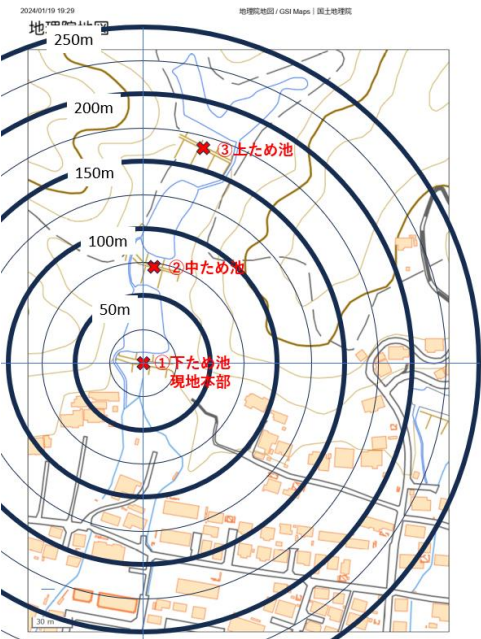 2024/01/19 19:29
地理院地図 / GSI Maps｜国土地理院
地理院地図
250m
200m
③上ため池
150m
100m
②中ため池
50m
①下ため池
現地本部
30 m